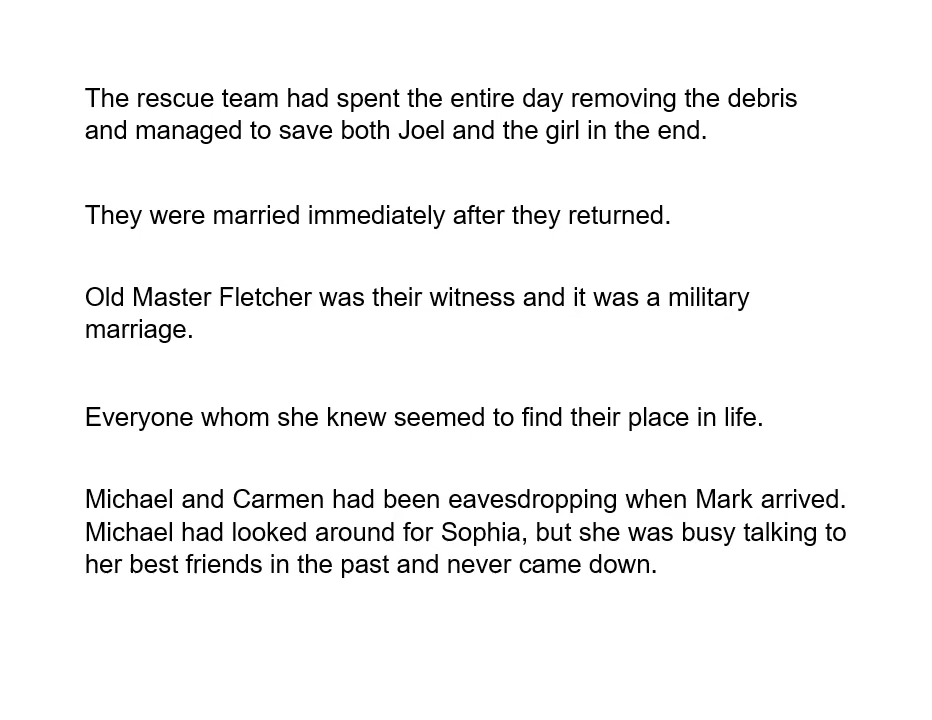 The rescue team had spent the entire day removing the debris
and managed to save both Joel and the girl in the end.
They were married immediately after they returned.
Old Master Fletcher was their witness and it was a military
marriage.
Everyone whom she knew seemed to find their place in life.
Michael and Carmen had been eavesdropping when Mark arrived.
Michael had looked around for Sophia, but she was busy talking to
her best friends in the past and never came down.